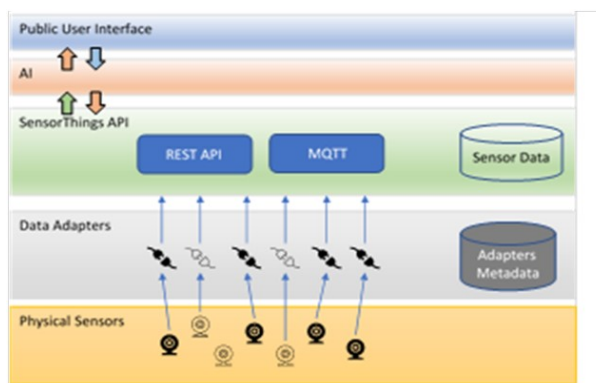 Public User Interface
AI
SensorThings API
REST API
MQTT
Sensor Data
Data Adapters
Adapters
Metadata
Physical Sensors